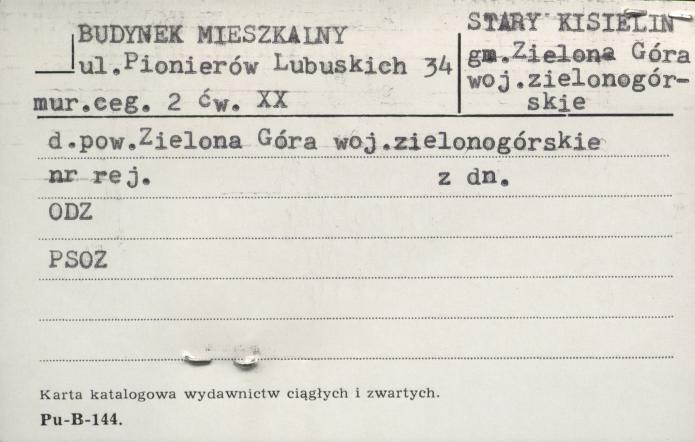 BUDYNEK MIESZKALNY
ul.Pionierów Lubuskich 34
mur.ceg. 2 ćw. XX
STARY KISIELIN
gm.Zielona Góra
woj.zielonogór-
skie
d.pow.Zielona Góra woj.zielonogórskie
nr rej. z dn.
ODZ
PSOZ
Karta katalogowa wydawnictw ciągłych i zwartych.
Pu-B-144.